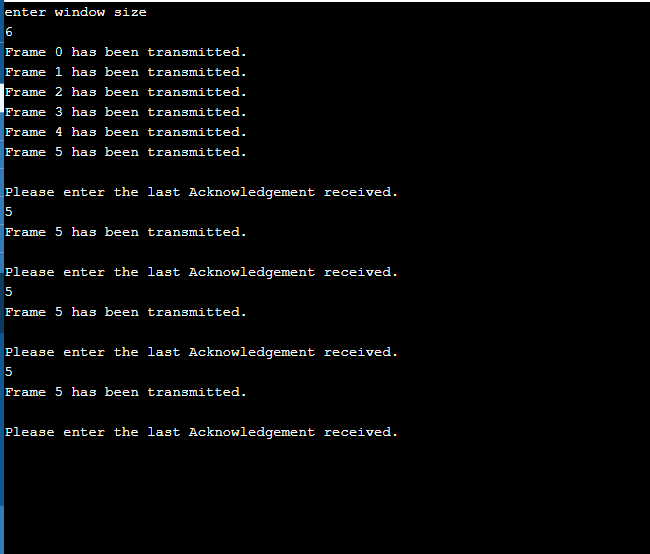 enter window size
6
Frame 0 has been transmitted.
Frame 1 has been transmitted.
Frame 2 has been transmitted.
Frame 3 has been transmitted.
Frame 4 has been transmitted.
Frame 5 has been transmitted.
Please enter the last Acknowledgement received.
5
Frame 5 has been transmitted.
Please enter the last Acknowledgement received.
5
Frame 5 has been transmitted.
Please enter the last Acknowledgement received.
5
Frame 5 has been transmitted.
Please enter the last Acknowledgement received.